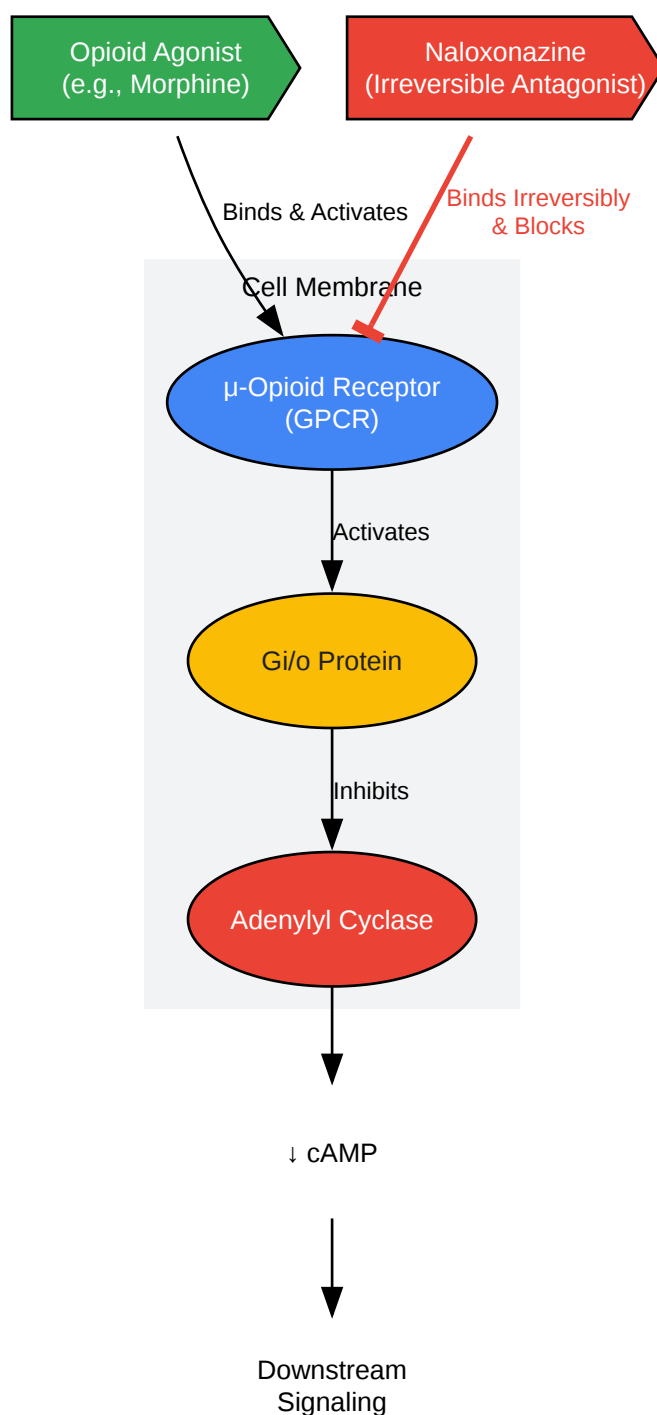 Opioid Agonist
(e.g., Morphine)
Naloxonazine
(Irreversible Antagonist)
Binds & Activates
Binds Irreversibly
& Blocks
Cell Membrane
μ-Opioid Receptor
(GPCR)
Activates
Gi/o Protein
Inhibits
Adenylyl Cyclase
↓ cAMP
Downstream
Signaling